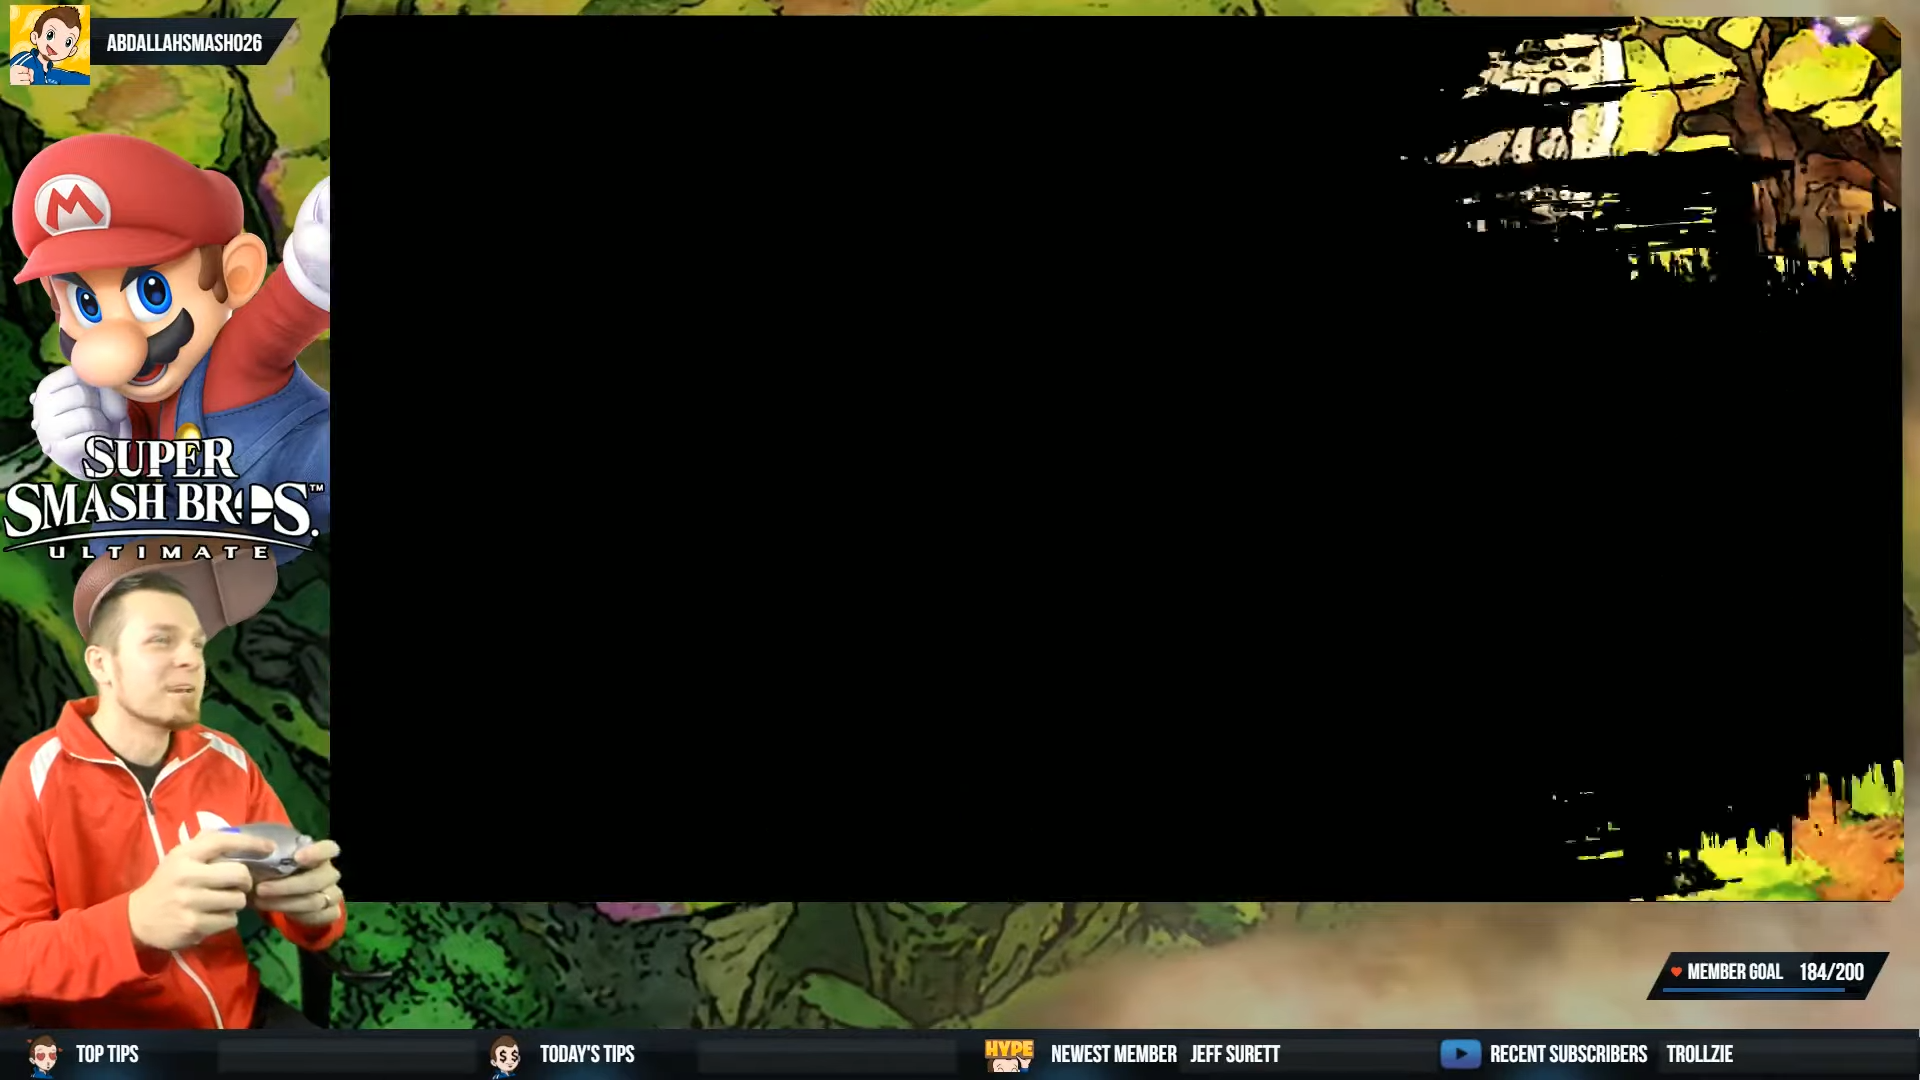 ABDALLAHSMASH026
M
SUPER
SMASH BROS.™
ULTIMATE
MEMBER GOAL 184/200
TOP TIPS
TODAY'S TIPS
HYPE
NEWEST MEMBER JEFF SURETT
RECENT SUBSCRIBERS TROLLZIE